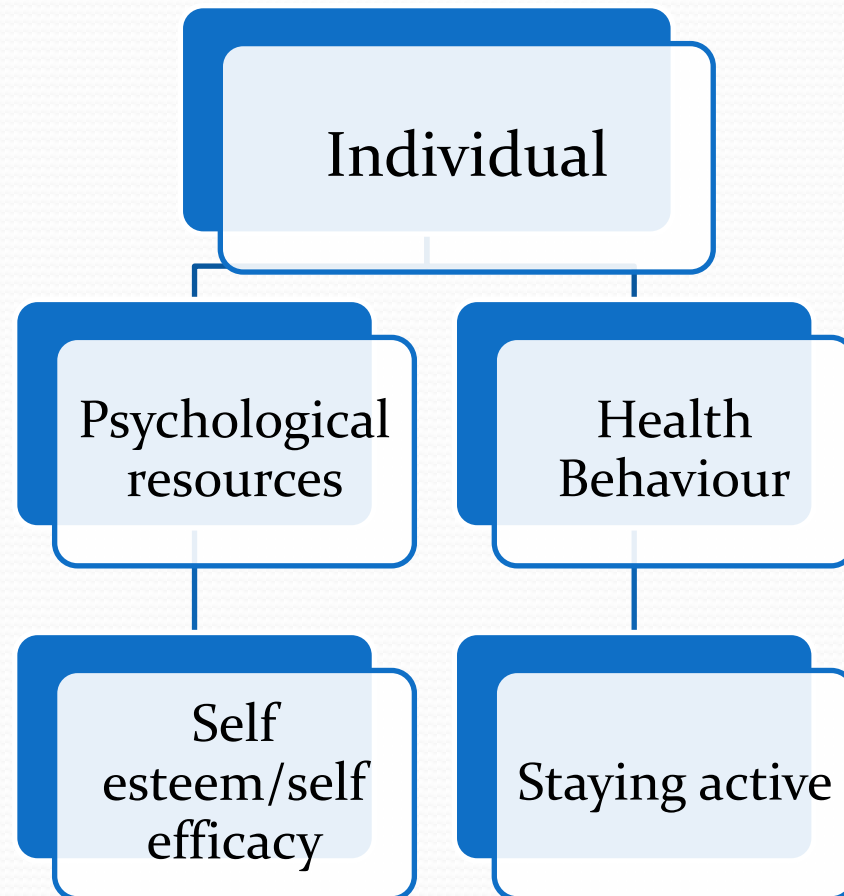 Individual
Psychological
resources
Health
Behaviour
Self
esteem/self
efficacy
Staying active